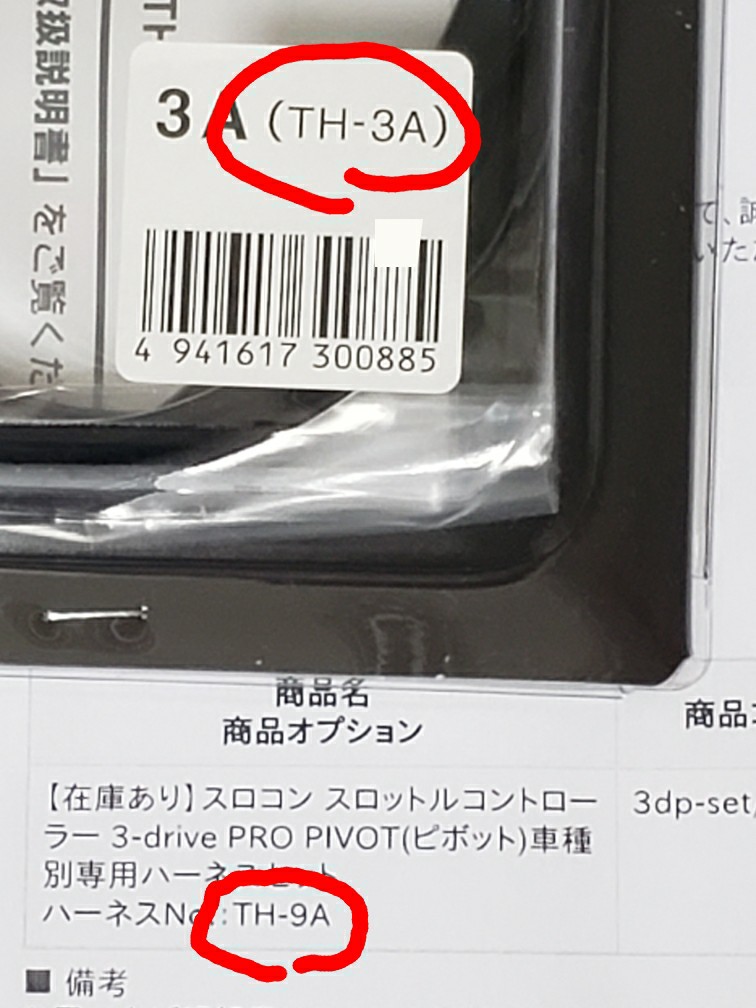 扱説明書」をご覧くだ
3A (TH-3A)
4 941617 300885
商品名
商品オプション
商品
【在庫あり】スロコン スロットルコントロー
ラー 3-drive PRO PIVOT(ピボット)車種
別専用ハーネスセット
ハーネスNo.:TH-9A
3dp-set
■ 備考